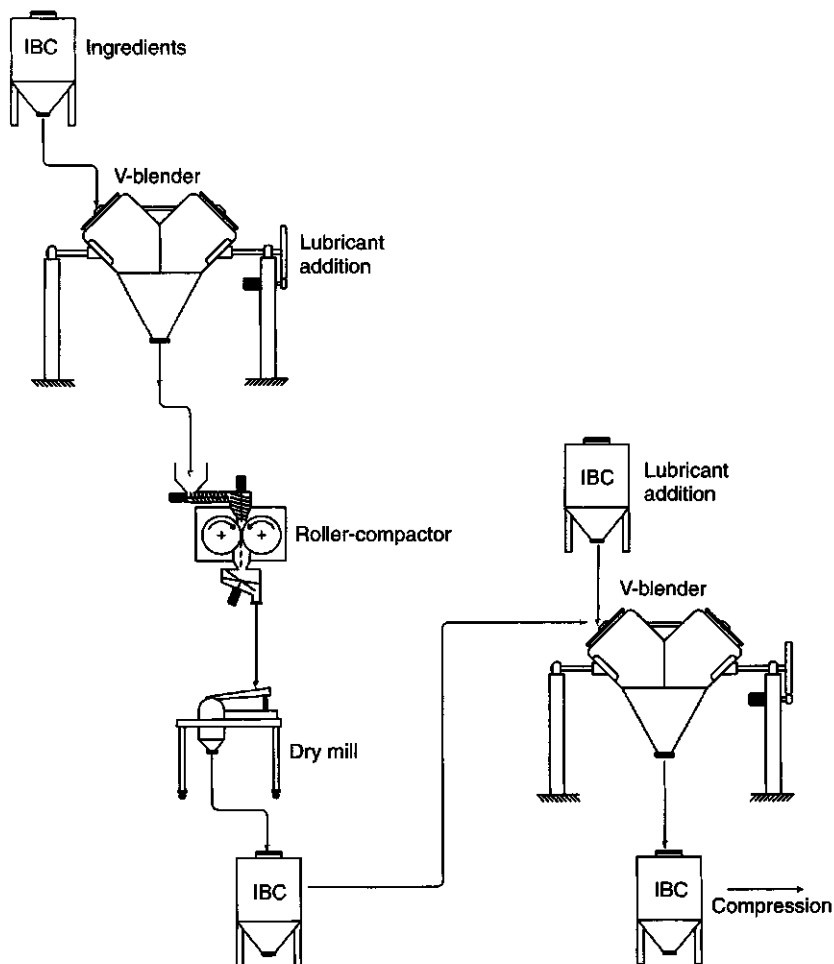 IBC
Ingredients
V-blender
Lubricant
addition
Roller-compactor
Dry mill
IBC
IBC
Lubricant
addition
V-blender
IBC
Compression